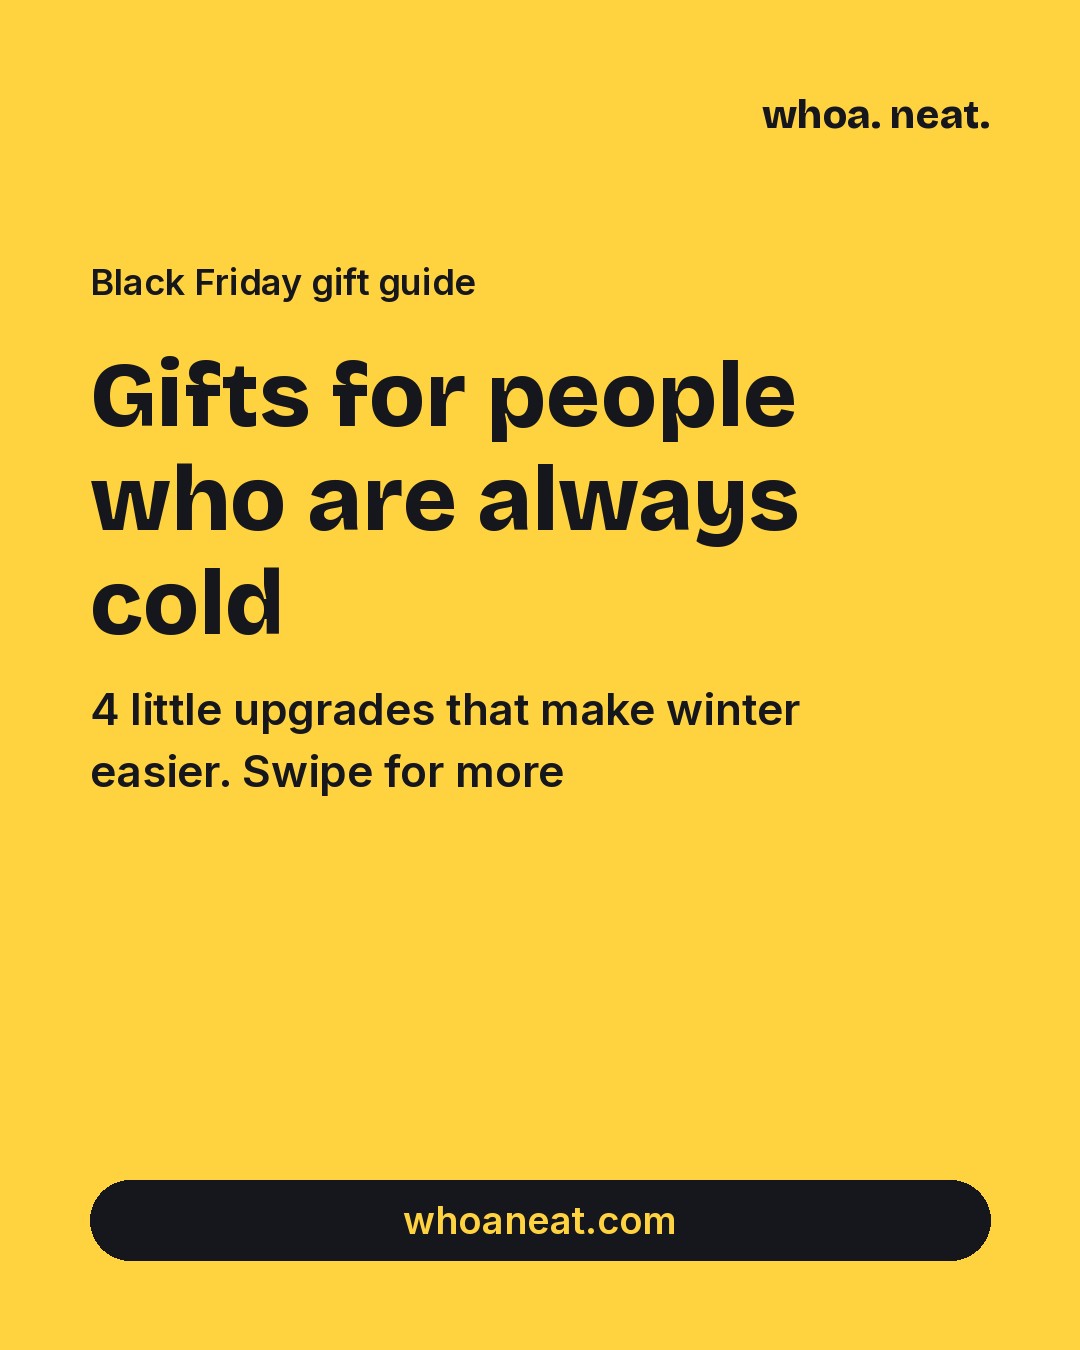 whoa. neat.
Black Friday gift guide
Gifts for people
who are always
cold
4 little upgrades that make winter
easier. Swipe for more
whoaneat.com